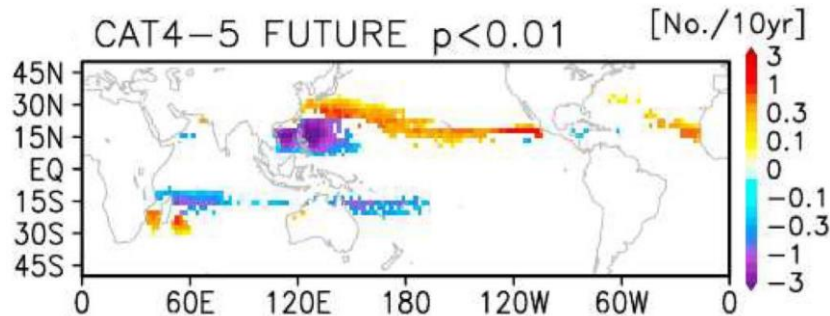 CAT4-5 FUTURE p<0.01
[No./10yr]
45N
30N
15N
EQ
15S
30S
45S
0 60E 120E 180 120W 60W 0
3
1
0.3
0.1
0
-0.1
-0.3
-1
-3